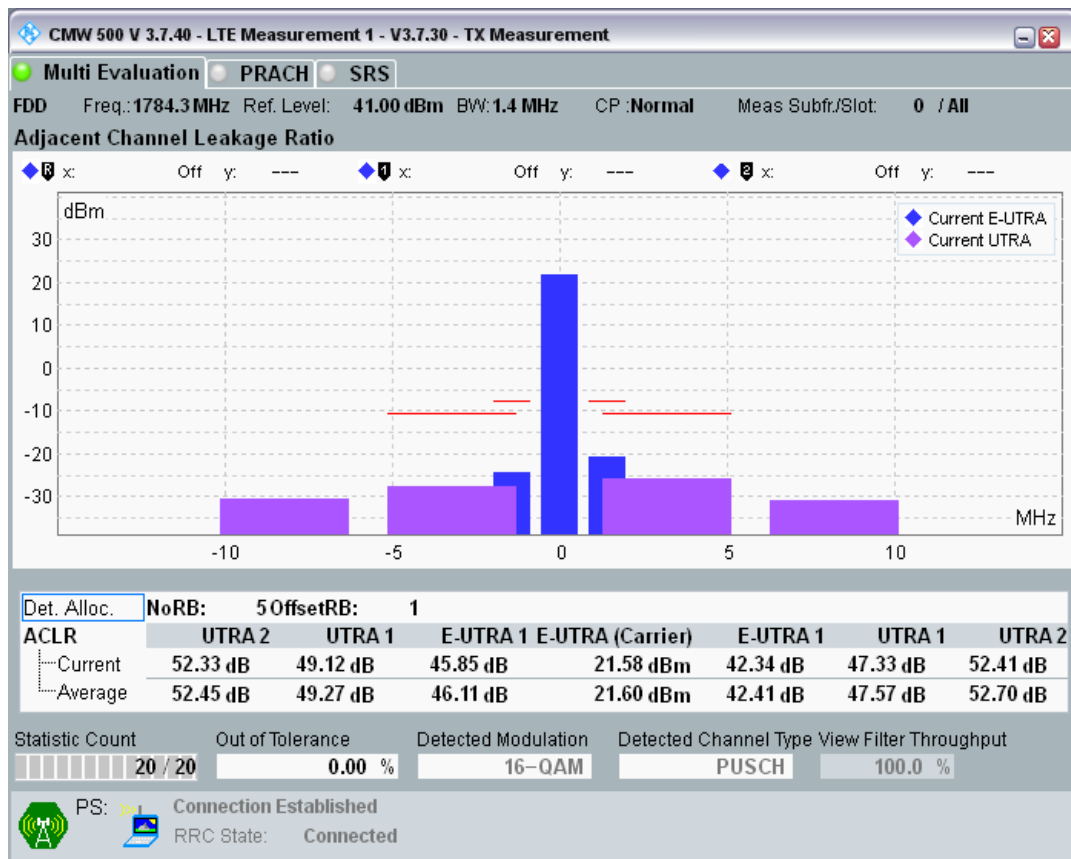 CMW 500 V 3.7.40 - LTE Measurement 1 - V3.7.30 - TX Measurement
Multi Evaluation PRACH SRS
FDD Freq.:1784.3 MHz Ref. Level: 41.00 dBm BW:1.4 MHz CP :Normal Meas Subfr./Slot: 0 / All
Adjacent Channel Leakage Ratio
R x: Off y: --- 1 x: Off y: --- 2 x: Off y: ---
dBm
Current E-UTRA
Current UTRA
30
20
10
0
-10
-20
-30
MHz
-10 -5 0 5 10
Det. Alloc. NoRB: 5 OffsetRB: 1
ACLR UTRA 2 UTRA 1 E-UTRA 1 E-UTRA (Carrier) E-UTRA 1 UTRA 1 UTRA 2
Current 52.33 dB 49.12 dB 45.85 dB 21.58 dBm 42.34 dB 47.33 dB 52.41 dB
Average 52.45 dB 49.27 dB 46.11 dB 21.60 dBm 42.41 dB 47.57 dB 52.70 dB
Statistic Count Out of Tolerance Detected Modulation Detected Channel Type View Filter Throughput
20 / 20 0.00 % 16-QAM PUSCH 100.0 %
PS: Connection Established
RRC State: Connected